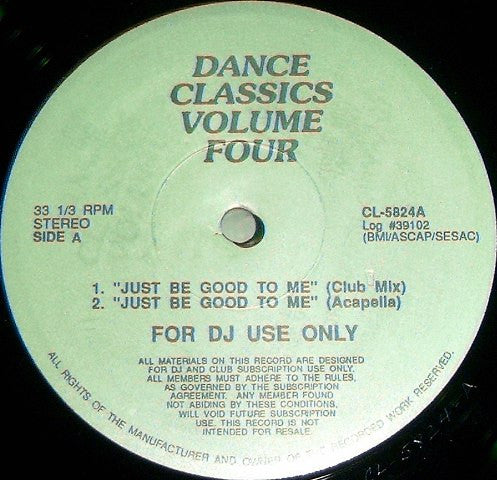 DANCE
CLASSICS
VOLUME
FOUR
33 1/3 RPM
STEREO
SIDE A
CL-5824A
Log #39102
(BMI/ASCAP/SESAC)
1. "JUST BE GOOD TO ME" (Club Mix)
2. "JUST BE GOOD TO ME" (Acapella)
FOR DJ USE ONLY
ALL MATERIALS ON THIS RECORD ARE DESIGNED
FOR DJ AND CLUB SUBSCRIPTION USE ONLY.
ALL MEMBERS MUST ADHERE TO THE RULES,
AS GOVERNED BY THE SUBSCRIPTION
AGREEMENT. ANY MEMBER FOUND
NOT ABIDING BY THESE CONDITIONS,
WILL VOID FUTURE SUBSCRIPTION
USE. THIS RECORD IS NOT
INTENDED FOR RESALE.
ALL RIGHTS OF THE MANUFACTURER AND OWNER OF THE RECORDED WORK RESERVED.